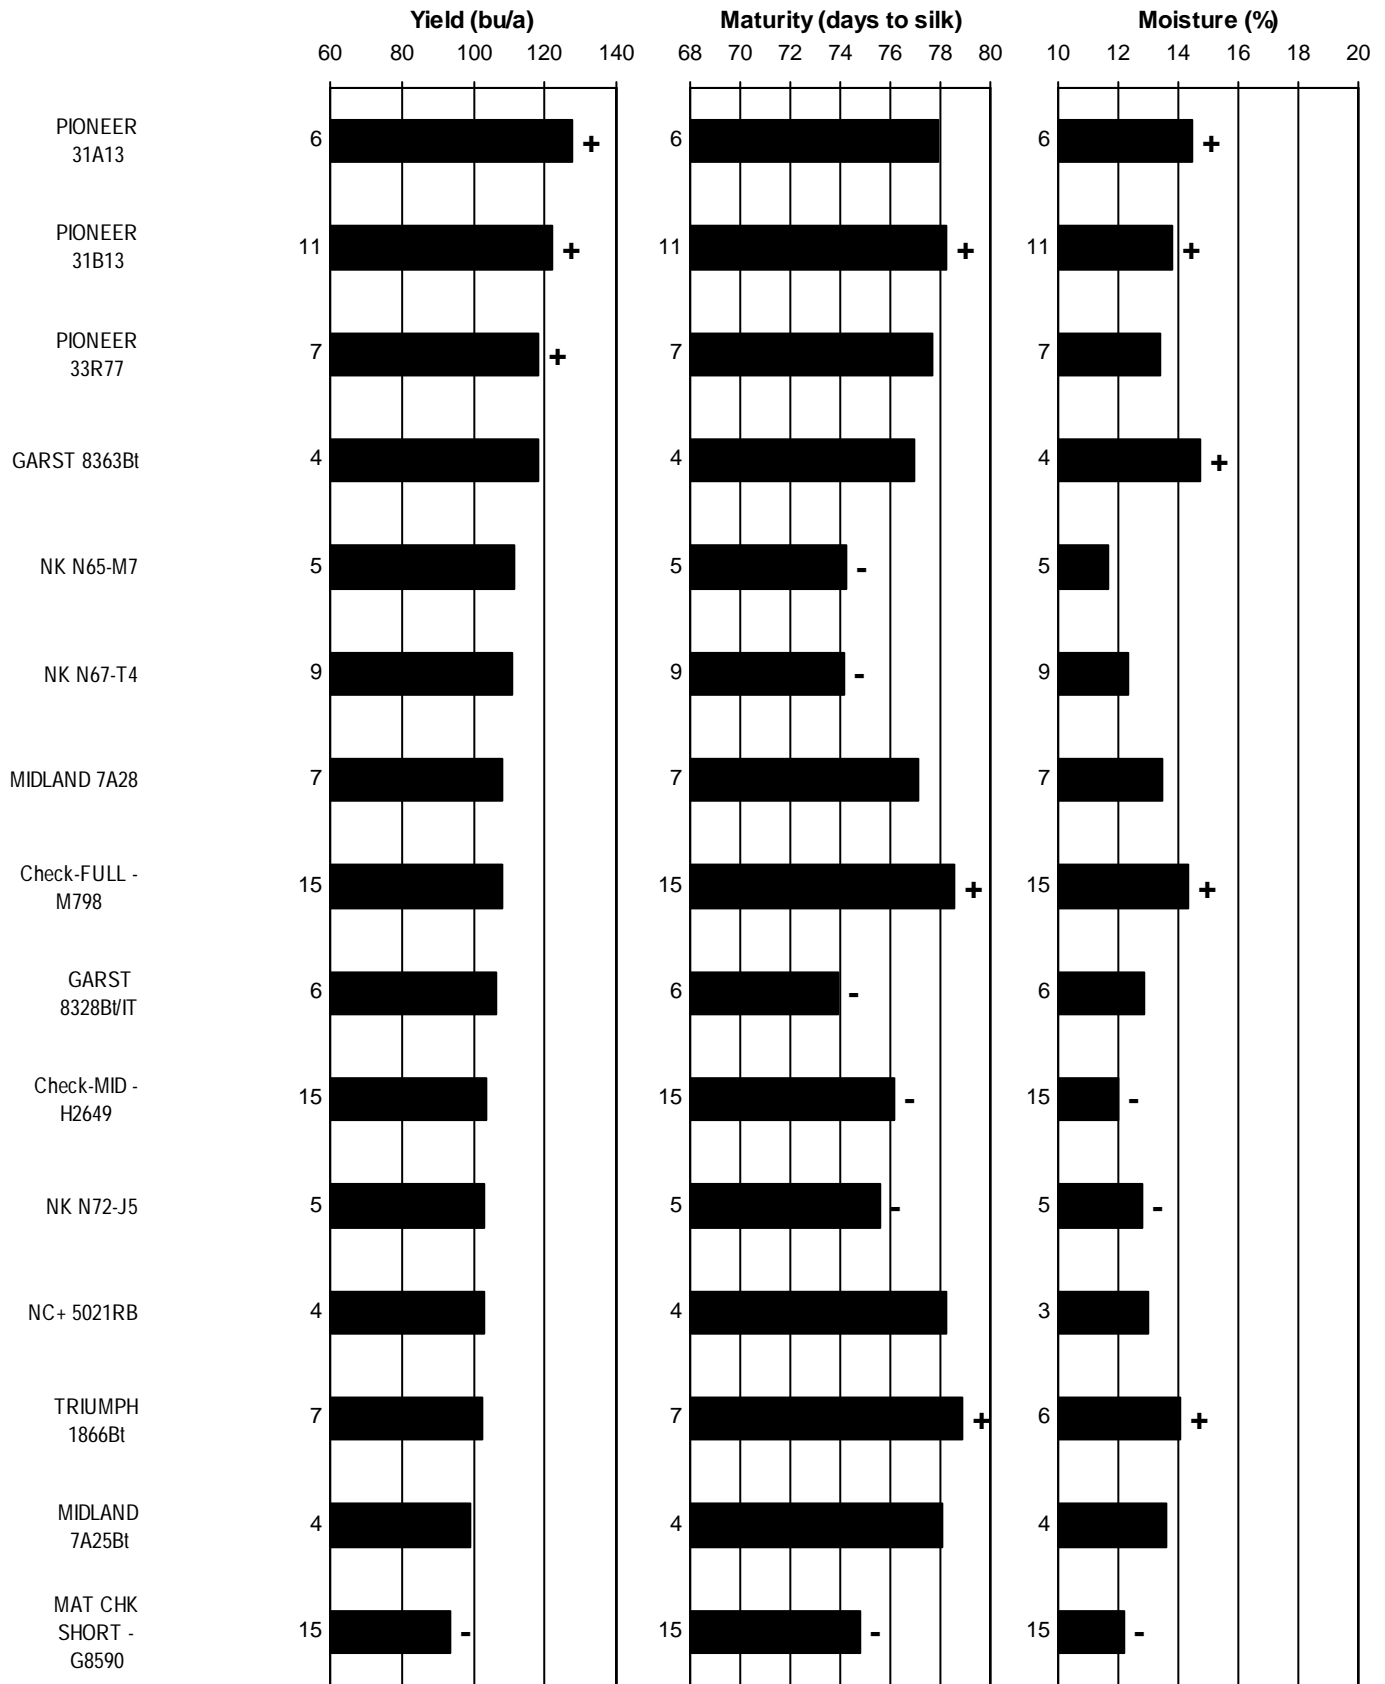 Yield (bu/a) Maturity (days to silk) Moisture (%)
60 80 100 120 140 68 70 72 74 76 78 80 10 12 14 16 18 20
PIONEER
31A13
6 + 6 6 +
PIONEER
31B13
11 + 11 + 11 +
PIONEER
33R77
7 + 7 7
GARST 8363Bt 4 4 4 +
NK N65-M7 5 5 - 5
NK N67-T4 9 9 - 9
MIDLAND 7A28 7 7 7
Check-FULL -
M798
15 15 + 15 +
GARST
8328Bt/IT
6 6 - 6
Check-MID -
H2649
15 15 - 15 -
NK N72-J5 5 5 - 5 -
NC+ 5021RB 4 4 3
TRIUMPH
1866Bt
7 7 + 6 +
MIDLAND
7A25Bt
4 4 4
MAT CHK
SHORT -
G8590
15 - 15 - 15 -